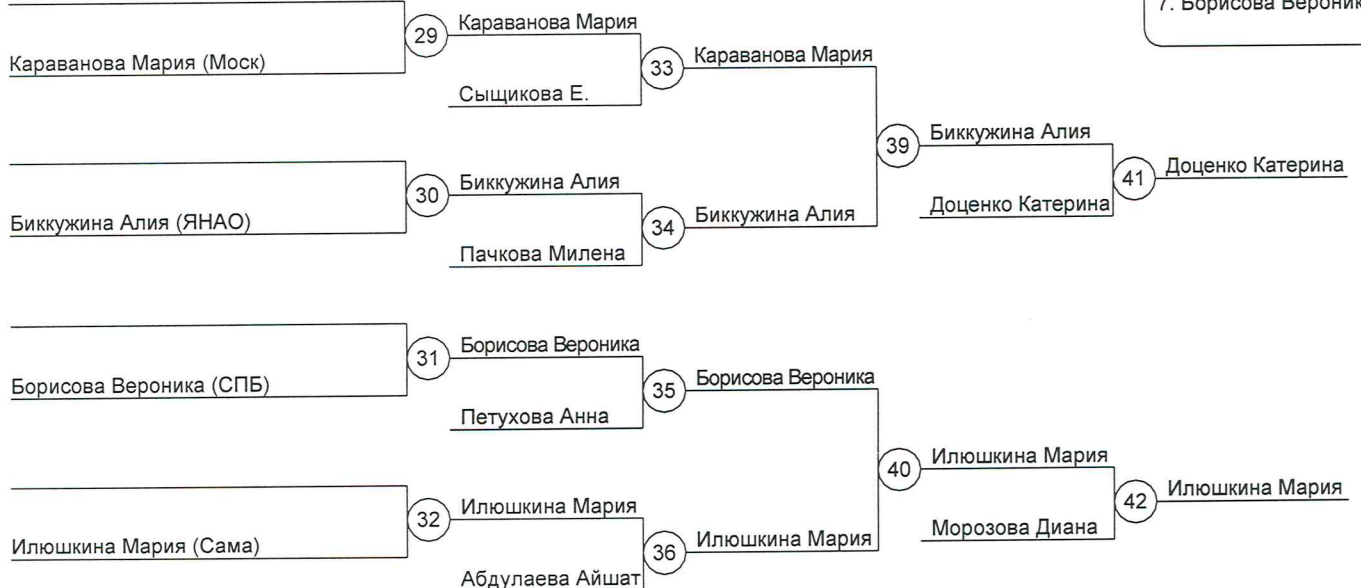 7. Борисова Вероник
29
Караванова Мария
Караванова Мария (Моск)
33
Караванова Мария
Сыщикова Е.
39
Биккужина Алия
30
Биккужина Алия
41
Доценко Катерина
Биккужина Алия (ЯНАО)
34
Биккужина Алия
Доценко Катерина
Пачкова Милена
31
Борисова Вероника
Борисова Вероника (СПБ)
35
Борисова Вероника
Петухова Анна
40
Илюшкина Мария
32
Илюшкина Мария
42
Илюшкина Мария
Илюшкина Мария (Сама)
36
Илюшкина Мария
Морозова Диана
Абдулаева Айшат